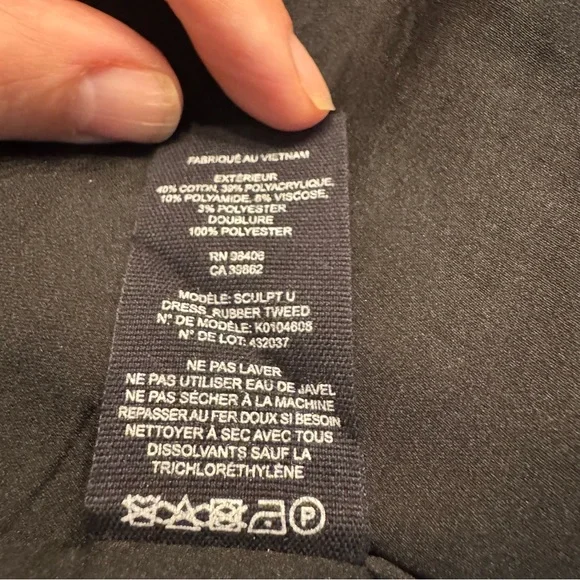 FABRIQUÉ AU VIETNAM
EXTÉRIEUR
40% COTON, 39% POLYACRYLIQUE,
10% POLYAMIDE, 8% VISCOSE,
3% POLYESTER
DOUBLURE
100% POLYESTER
RN 98406
CA 39862
MODÈLE: SCULPT U
DRESS_RUBBER TWEED
N° DE MODÈLE: K0104608
N° DE LOT: 432037
NE PAS LAVER
NE PAS UTILISER EAU DE JAVEL
NE PAS SÉCHER À LA MACHINE
REPASSER AU FER DOUX SI BESOIN
NETTOYER À SEC AVEC TOUS
DISSOLVANTS SAUF LA
TRICHLORÉTHYLÈNE
P